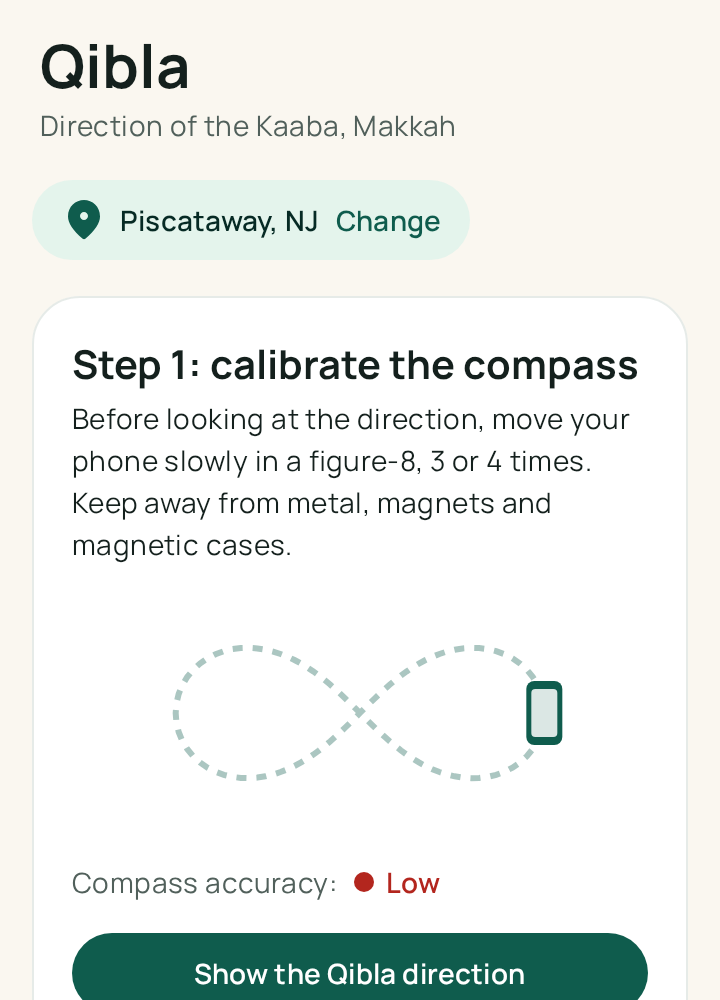 Qibla
Direction of the Kaaba, Makkah
Piscataway, NJ Change
Step 1: calibrate the compass
Before looking at the direction, move your
phone slowly in a figure-8, 3 or 4 times.
Keep away from metal, magnets and
magnetic cases.
Compass accuracy: Low
Show the Qibla direction